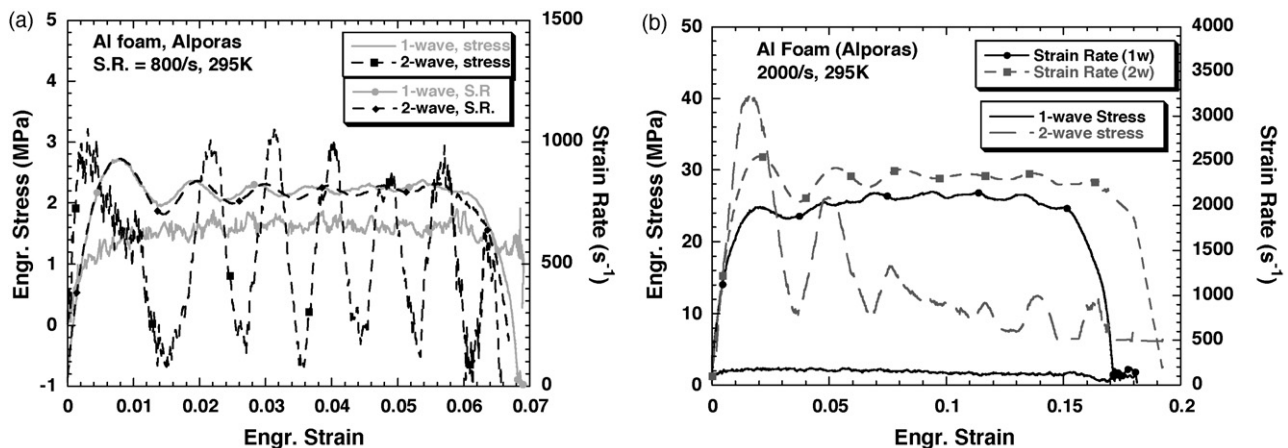 (a)
Al foam, Alporas
S.R. = 800/s, 295K
1-wave, stress
2-wave, stress
1-wave, S.R
2-wave, S.R.
Engr. Stress (MPa)
5
4
3
2
1
0
-1
1500
1000
500
0
Strain Rate (s⁻¹)
0 0.01 0.02 0.03 0.04 0.05 0.06 0.07
Engr. Strain
(b)
Al Foam (Alporas)
2000/s, 295K
Strain Rate (1w)
Strain Rate (2w)
1-wave Stress
2-wave stress
Engr. Stress (MPa)
50
40
30
20
10
0
4000
3500
3000
2500
2000
1500
1000
500
0
Strain Rate (s⁻¹)
0 0.05 0.1 0.15 0.2
Engr. Strain